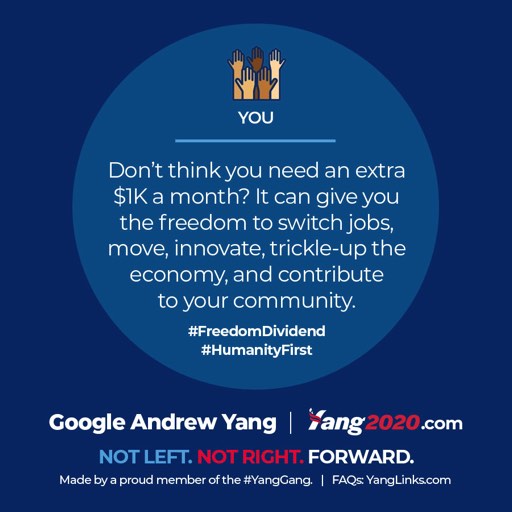 YOU
Don’t think you need an extra
$1K a month? It can give you
the freedom to switch jobs,
move, innovate, trickle-up the
economy, and contribute
to your community.
#FreedomDividend
#HumanityFirst
Google Andrew Yang | Yang2020.com
NOT LEFT. NOT RIGHT. FORWARD.
Made by a proud member of the #YangGang. | FAQs: YangLinks.com